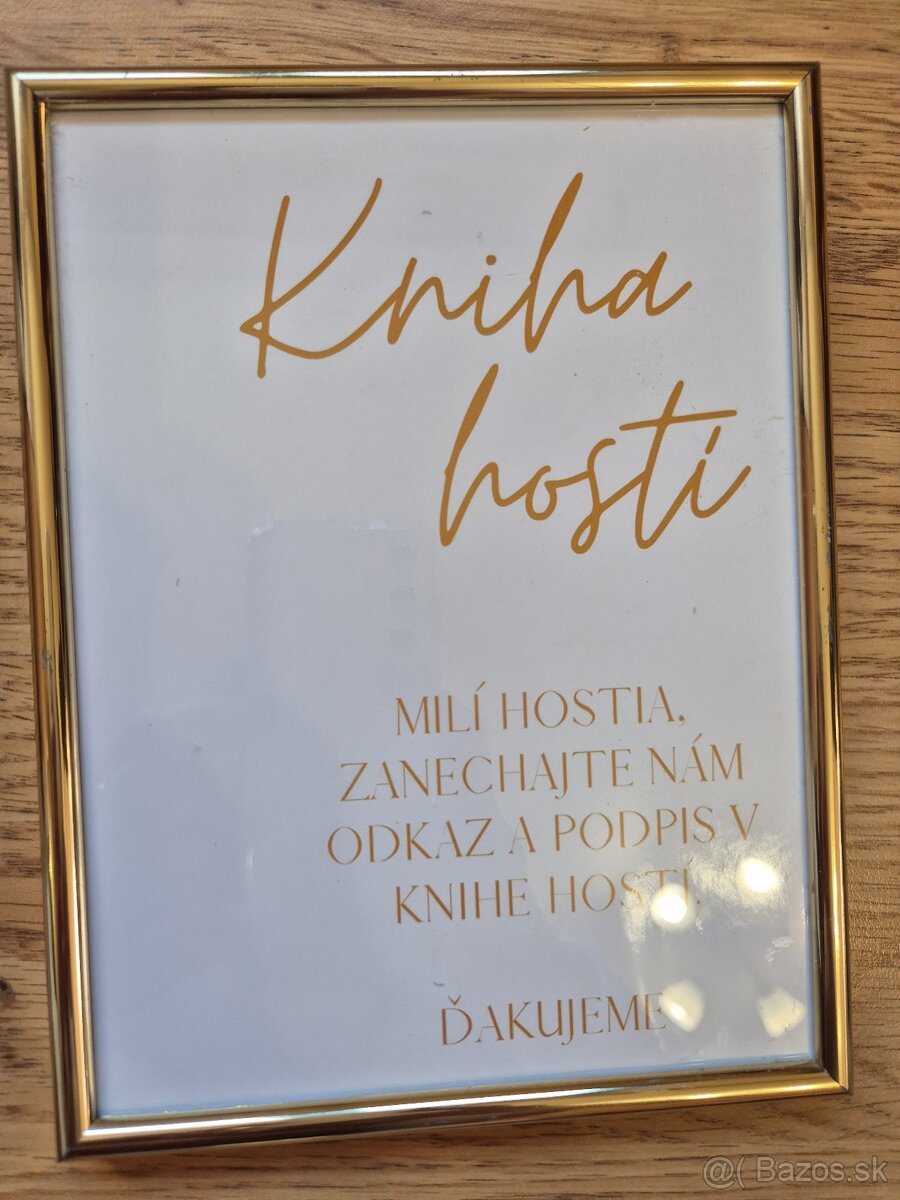 Kniha
hostí
MILÍ HOSTIA,
ZANECHAJTE NÁM
ODKAZ A PODPIS V
KNIHE HOSTÍ.
ĎAKUJEME
@( Bazos.sk